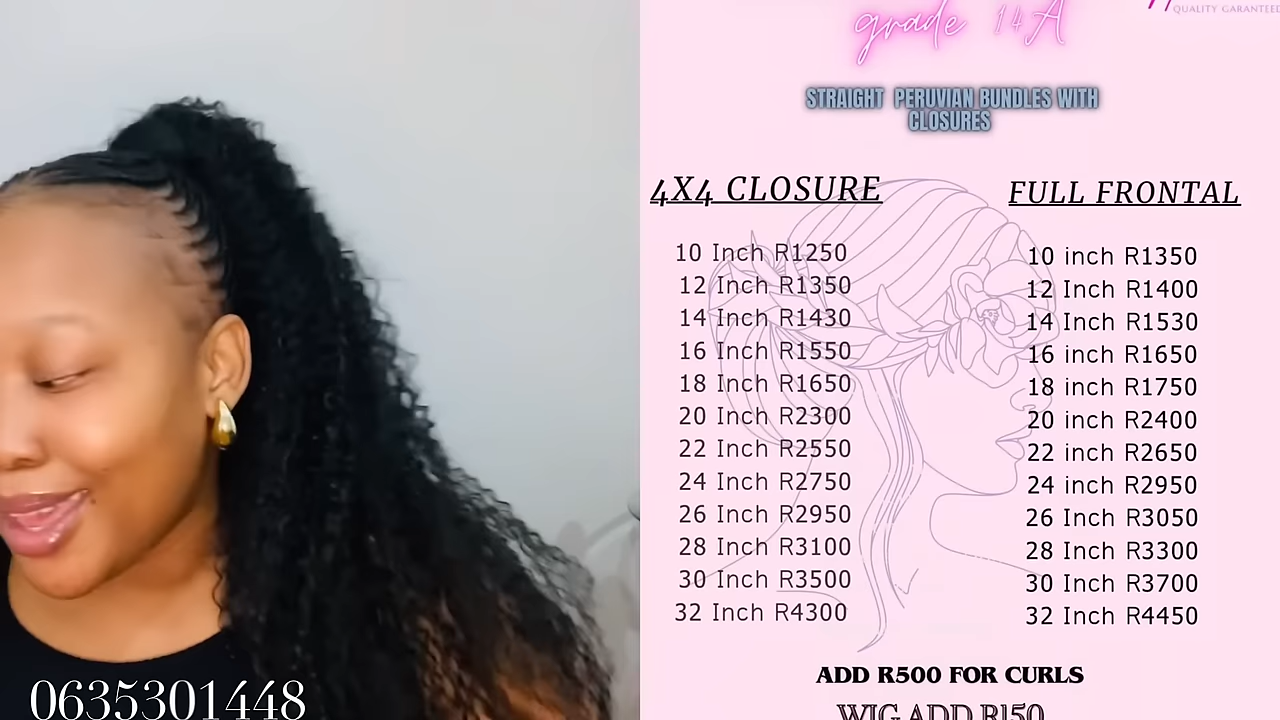 grade 14A
QUALITY GARANTEED
STRAIGHT PERUVIAN BUNDLES WITH
CLOSURES
4X4 CLOSURE
10 Inch R1250
12 Inch R1350
14 Inch R1430
16 Inch R1550
18 Inch R1650
20 Inch R2300
22 Inch R2550
24 Inch R2750
26 Inch R2950
28 Inch R3100
30 Inch R3500
32 Inch R4300
FULL FRONTAL
10 inch R1350
12 Inch R1400
14 Inch R1530
16 inch R1650
18 inch R1750
20 inch R2400
22 inch R2650
24 inch R2950
26 Inch R3050
28 Inch R3300
30 Inch R3700
32 Inch R4450
ADD R500 FOR CURLS
WIG ADD R150
0635301448